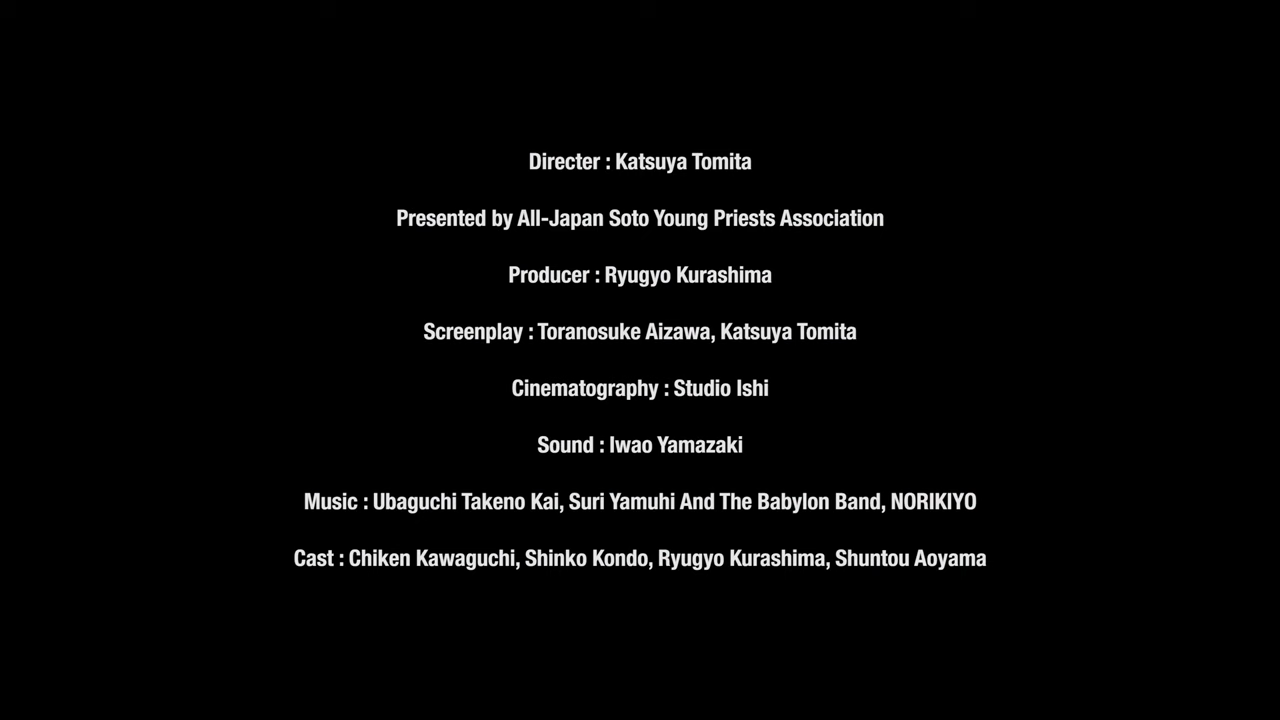 Directer : Katsuya Tomita
Presented by All-Japan Soto Young Priests Association
Producer : Ryugyo Kurashima
Screenplay : Toranosuke Aizawa, Katsuya Tomita
Cinematography : Studio Ishi
Sound : Iwao Yamazaki
Music : Ubaguchi Takeno Kai, Suri Yamuhi And The Babylon Band, NORIKIYO
Cast : Chiken Kawaguchi, Shinko Kondo, Ryugyo Kurashima, Shuntou Aoyama